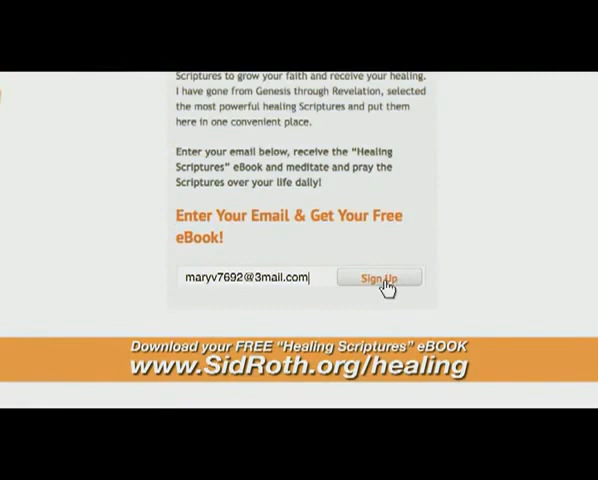 Scriptures to grow your faith and receive your healing.
I have gone from Genesis through Revelation, selected
the most powerful healing Scriptures and put them
here in one convenient place.
Enter your email below, receive the “Healing
Scriptures” eBook and meditate and pray the
Scriptures over your life daily!
Enter Your Email & Get Your Free
eBook!
maryv7692@3mail.com
Sign Up
Download your FREE “Healing Scriptures” eBOOK
www.SidRoth.org/healing